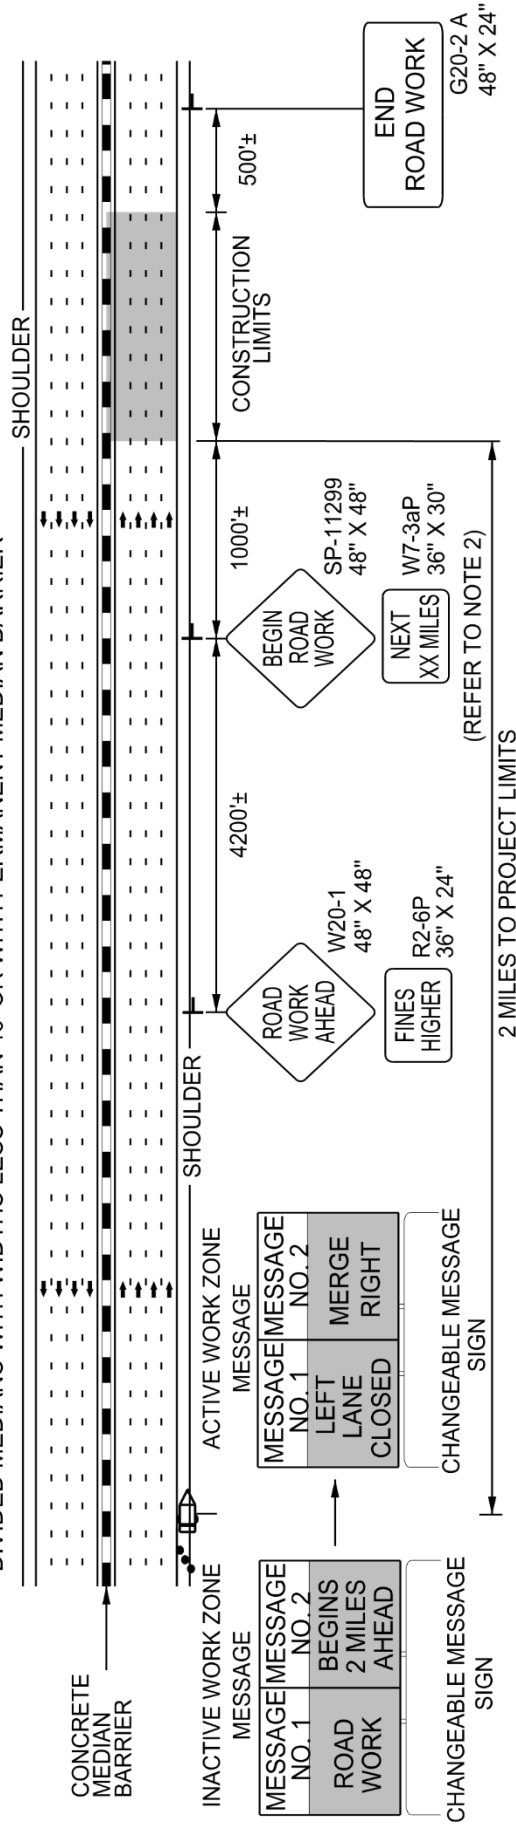 DIVIDED MEDIANS WITH WIDTHS LESS THAN OR WITH PERMANENT MEDIAN BARRIER
SHOULDER
CONCRETE
MEDIAN
BARRIER
SHOULDER
4200'±
1000'±
CONSTRUCTION
LIMITS
500'±
INACTIVE WORK ZONE
MESSAGE
MESSAGE
NO. 1
ROAD
WORK
MESSAGE
NO. 2
BEGINS
2 MILES
AHEAD
CHANGEABLE MESSAGE
SIGN
ACTIVE WORK ZONE
MESSAGE
MESSAGE
NO. 1
LEFT
LANE
CLOSED
MESSAGE
NO. 2
MERGE
RIGHT
CHANGEABLE MESSAGE
SIGN
ROAD
WORK
AHEAD
W20-1
48" X 48"
FINES
HIGHER
R2-6P
36" X 24"
BEGIN
ROAD
WORK
SP-11299
48" X 48"
NEXT
XX MILES
W7-3aP
36" X 30"
END
ROAD WORK
G20-2 A
48" X 24"
(REFER TO NOTE 2)
2 MILES TO PROJECT LIMITS